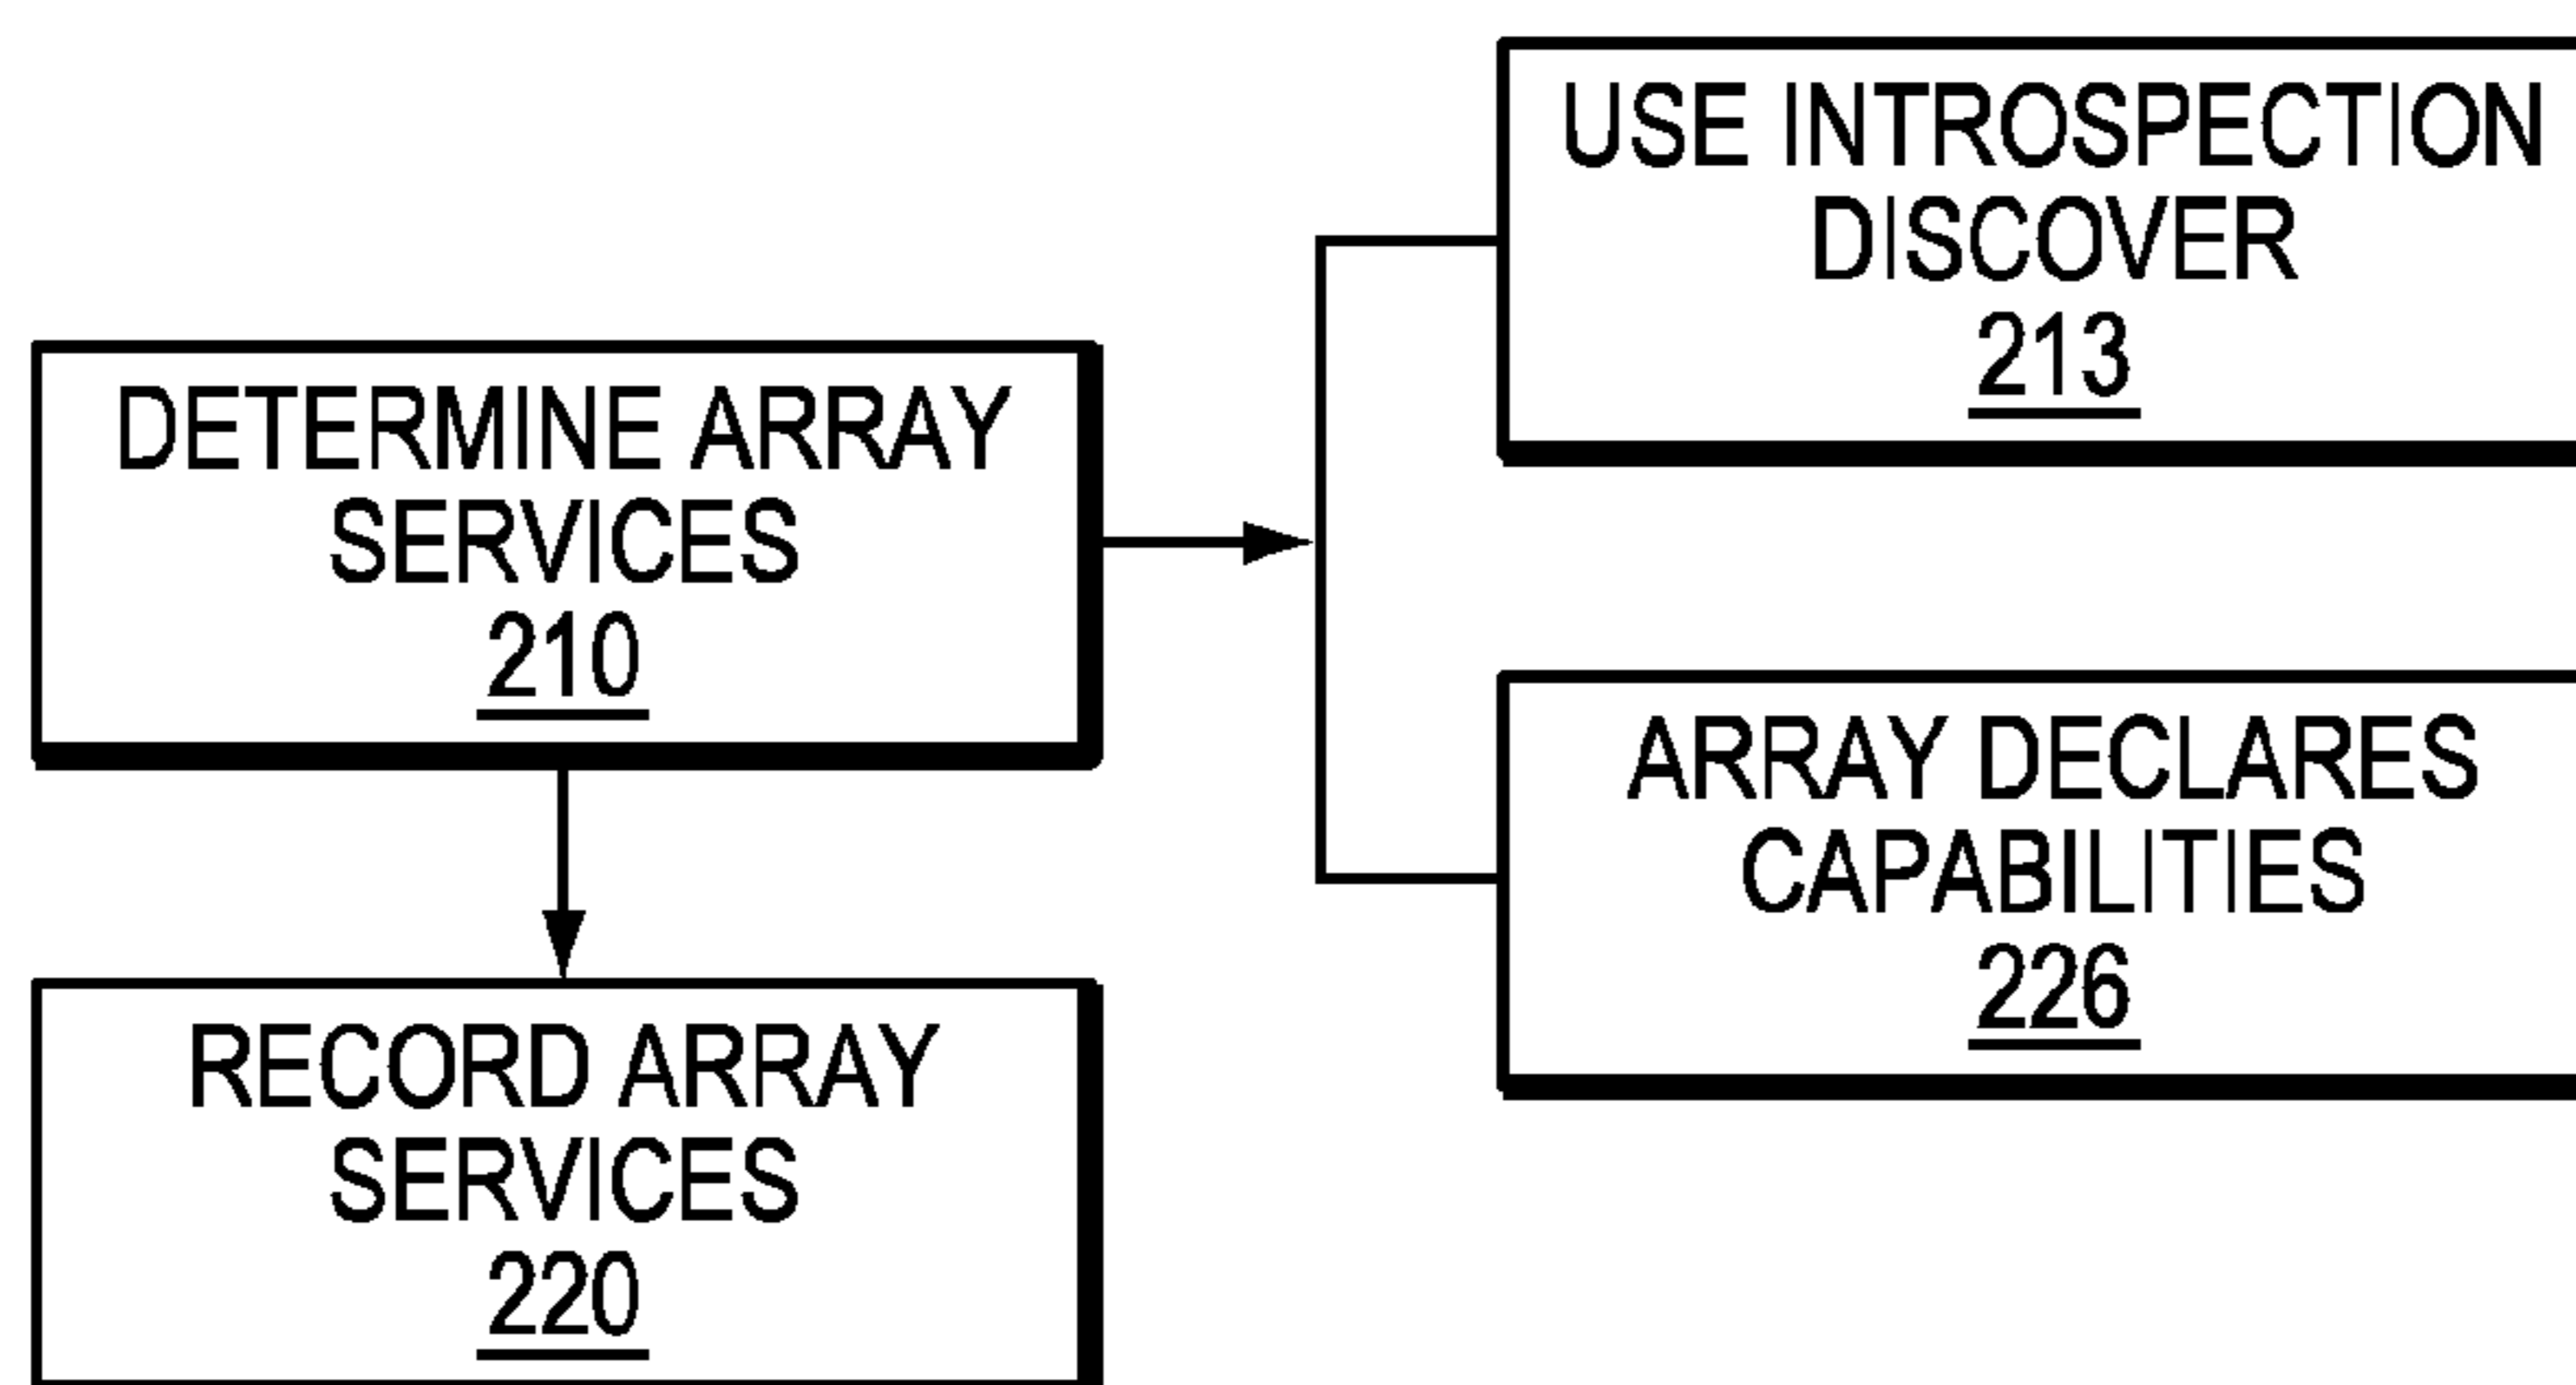 USE INTROSPECTION
DISCOVER
213
DETERMINE ARRAY
SERVICES
210
ARRAY DECLARES
CAPABILITIES
226
RECORD ARRAY
SERVICES
220